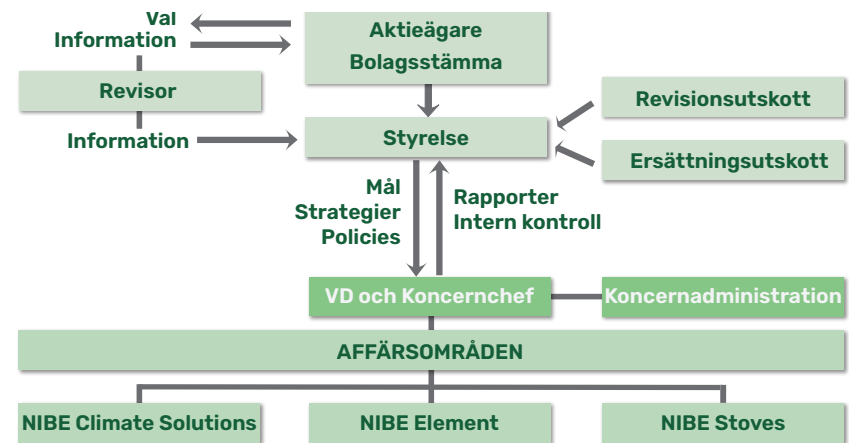 Val
Information
Aktieägare
Bolagsstämma
Revisor
Revisionsutskott
Information
Styrelse
Ersättningsutskott
Mål
Strategier
Policies
Rapporter
Intern kontroll
VD och Koncernchef
Koncernadministration
AFFÄRSOMRÅDEN
NIBE Climate Solutions
NIBE Element
NIBE Stoves